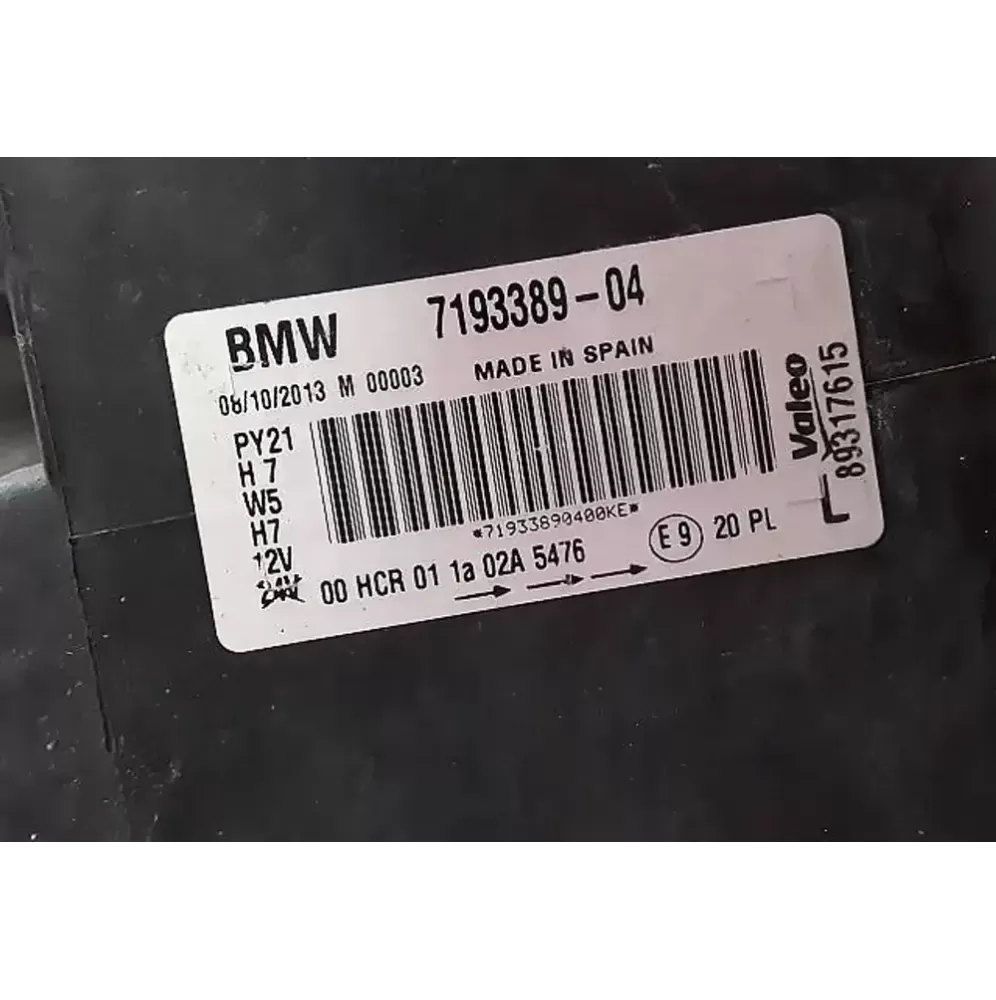 BMW 7193389-04
08/10/2013 M 00003 MADE IN SPAIN
PY21
H 7
W5
H7
12V
*71933890400KE*
00 HCR 01 1a 02A 5476
E 9 20 PL
Valeo
89317615
L